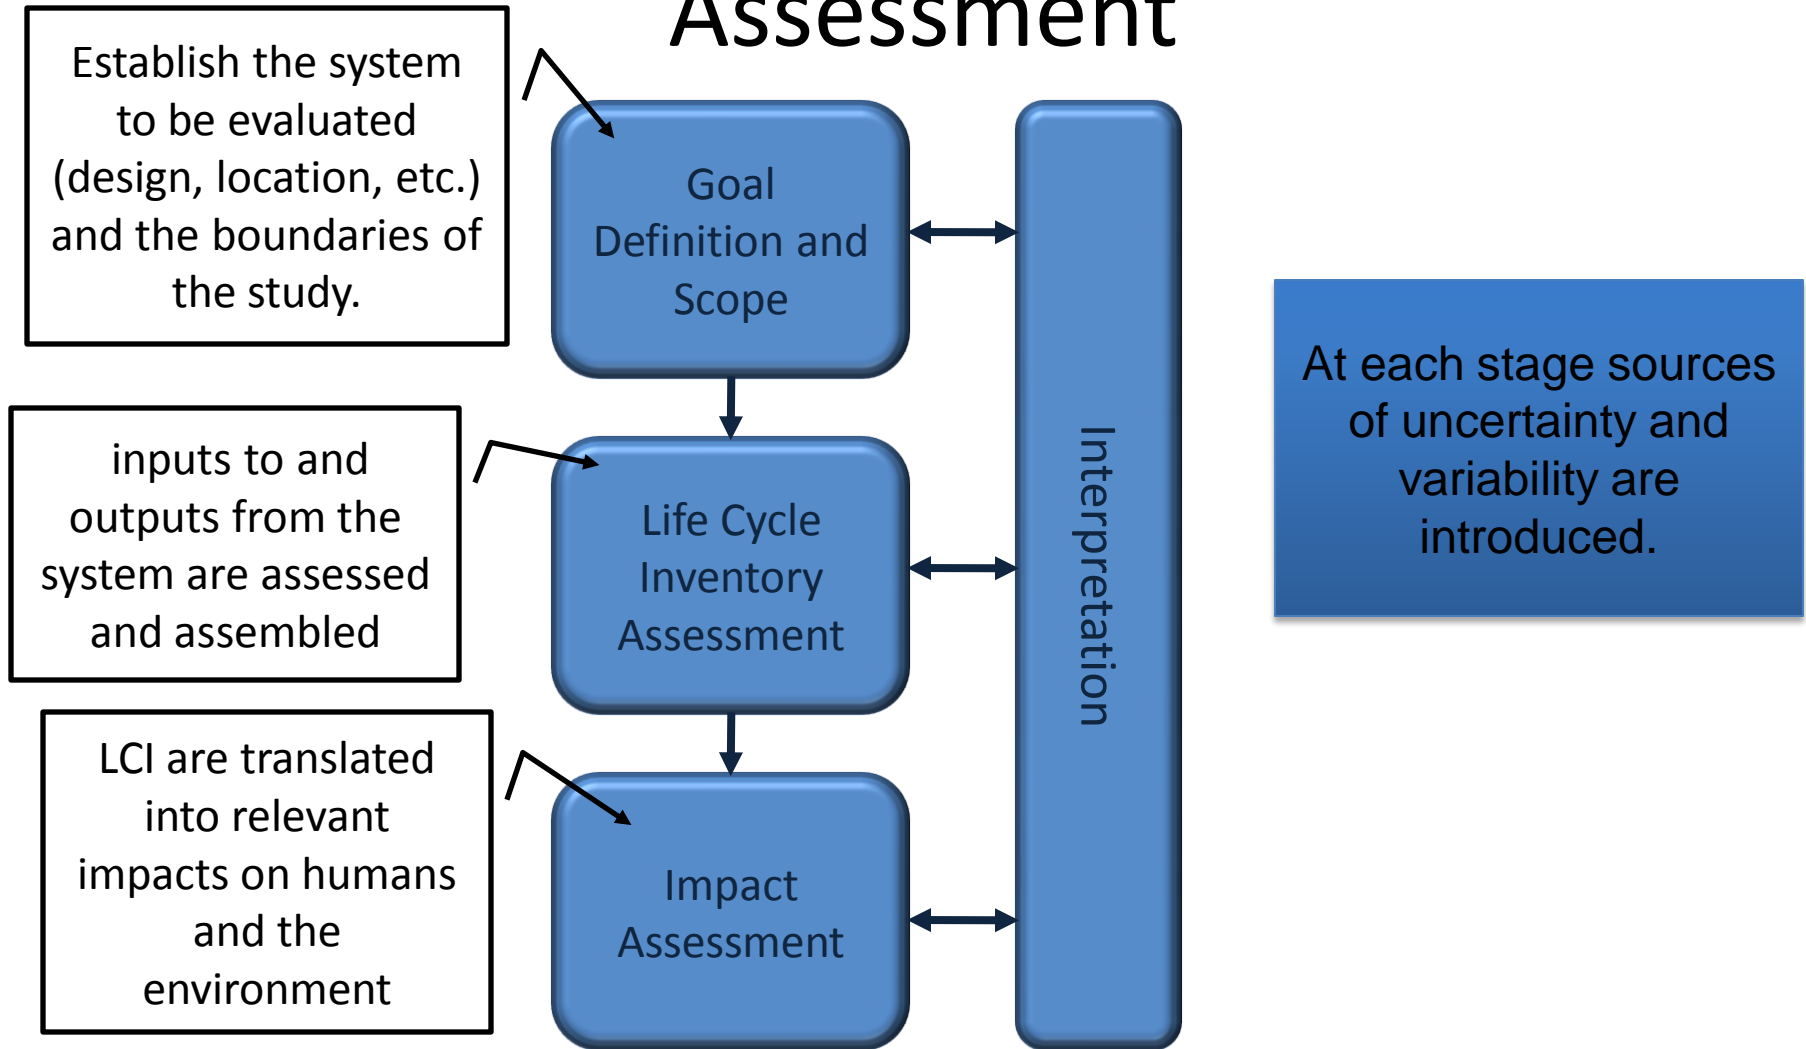 Assessment
Establish the system
to be evaluated
(design, location, etc.)
and the boundaries of
the study.
Goal
Definition and
Scope
inputs to and
outputs from the
system are assessed
and assembled
Life Cycle
Inventory
Assessment
LCI are translated
into relevant
impacts on humans
and the
environment
Impact
Assessment
Interpretation
At each stage sources
of uncertainty and
variability are
introduced.